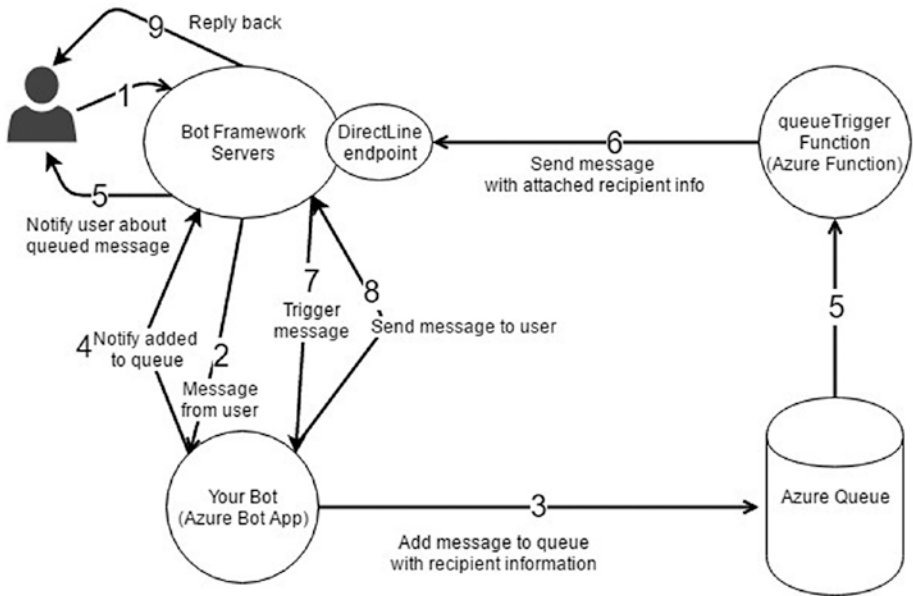 9
Reply back
1
Bot Framework
Servers
DirectLine
endpoint
6
Send message
with attached recipient info
queueTrigger
Function
(Azure Function)
5
Notify user about
queued message
7
Trigger
message
8
Send message to user
5
4
Notify added
to queue
2
Message
from user
Your Bot
(Azure Bot App)
3
Add message to queue
with recipient information
Azure Queue